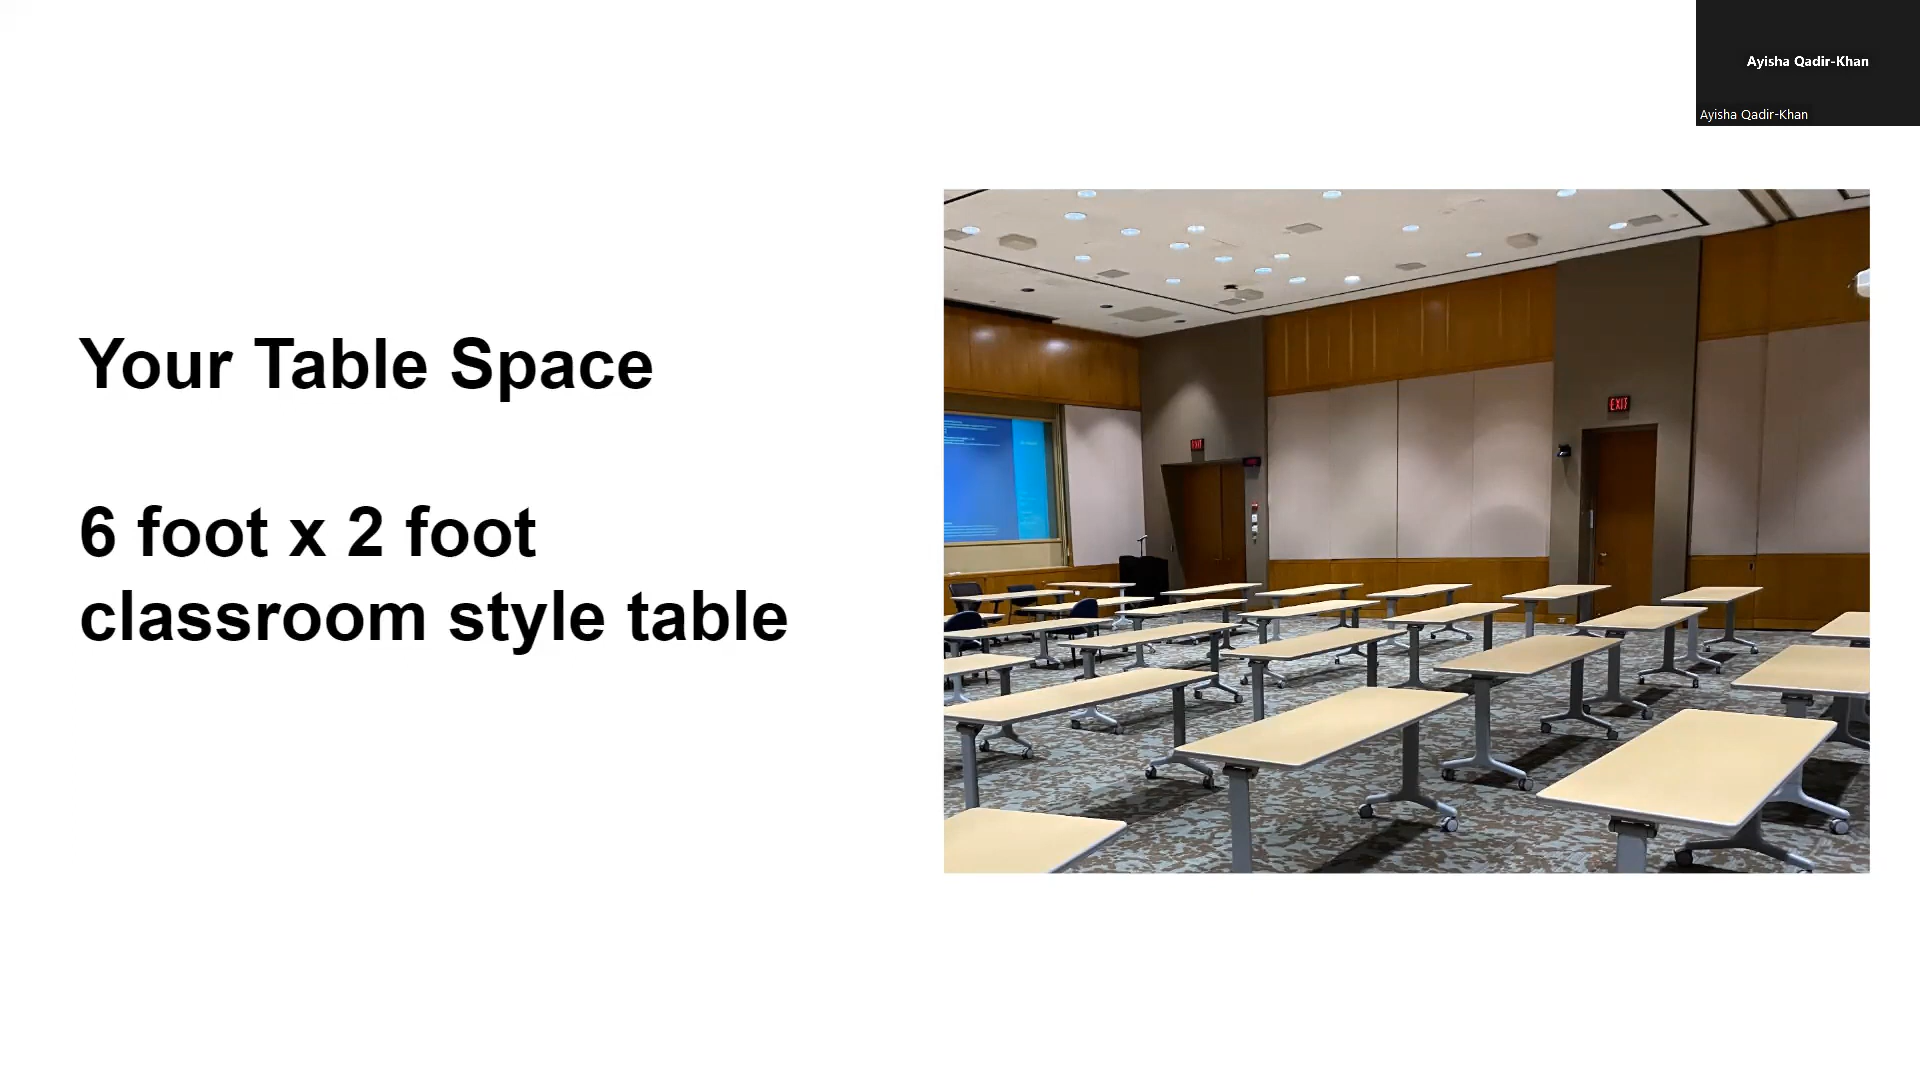 Ayisha Qadir-Khan
Ayisha Qadir-Khan
Your Table Space
6 foot x 2 foot
classroom style table
EXIT
EXIT